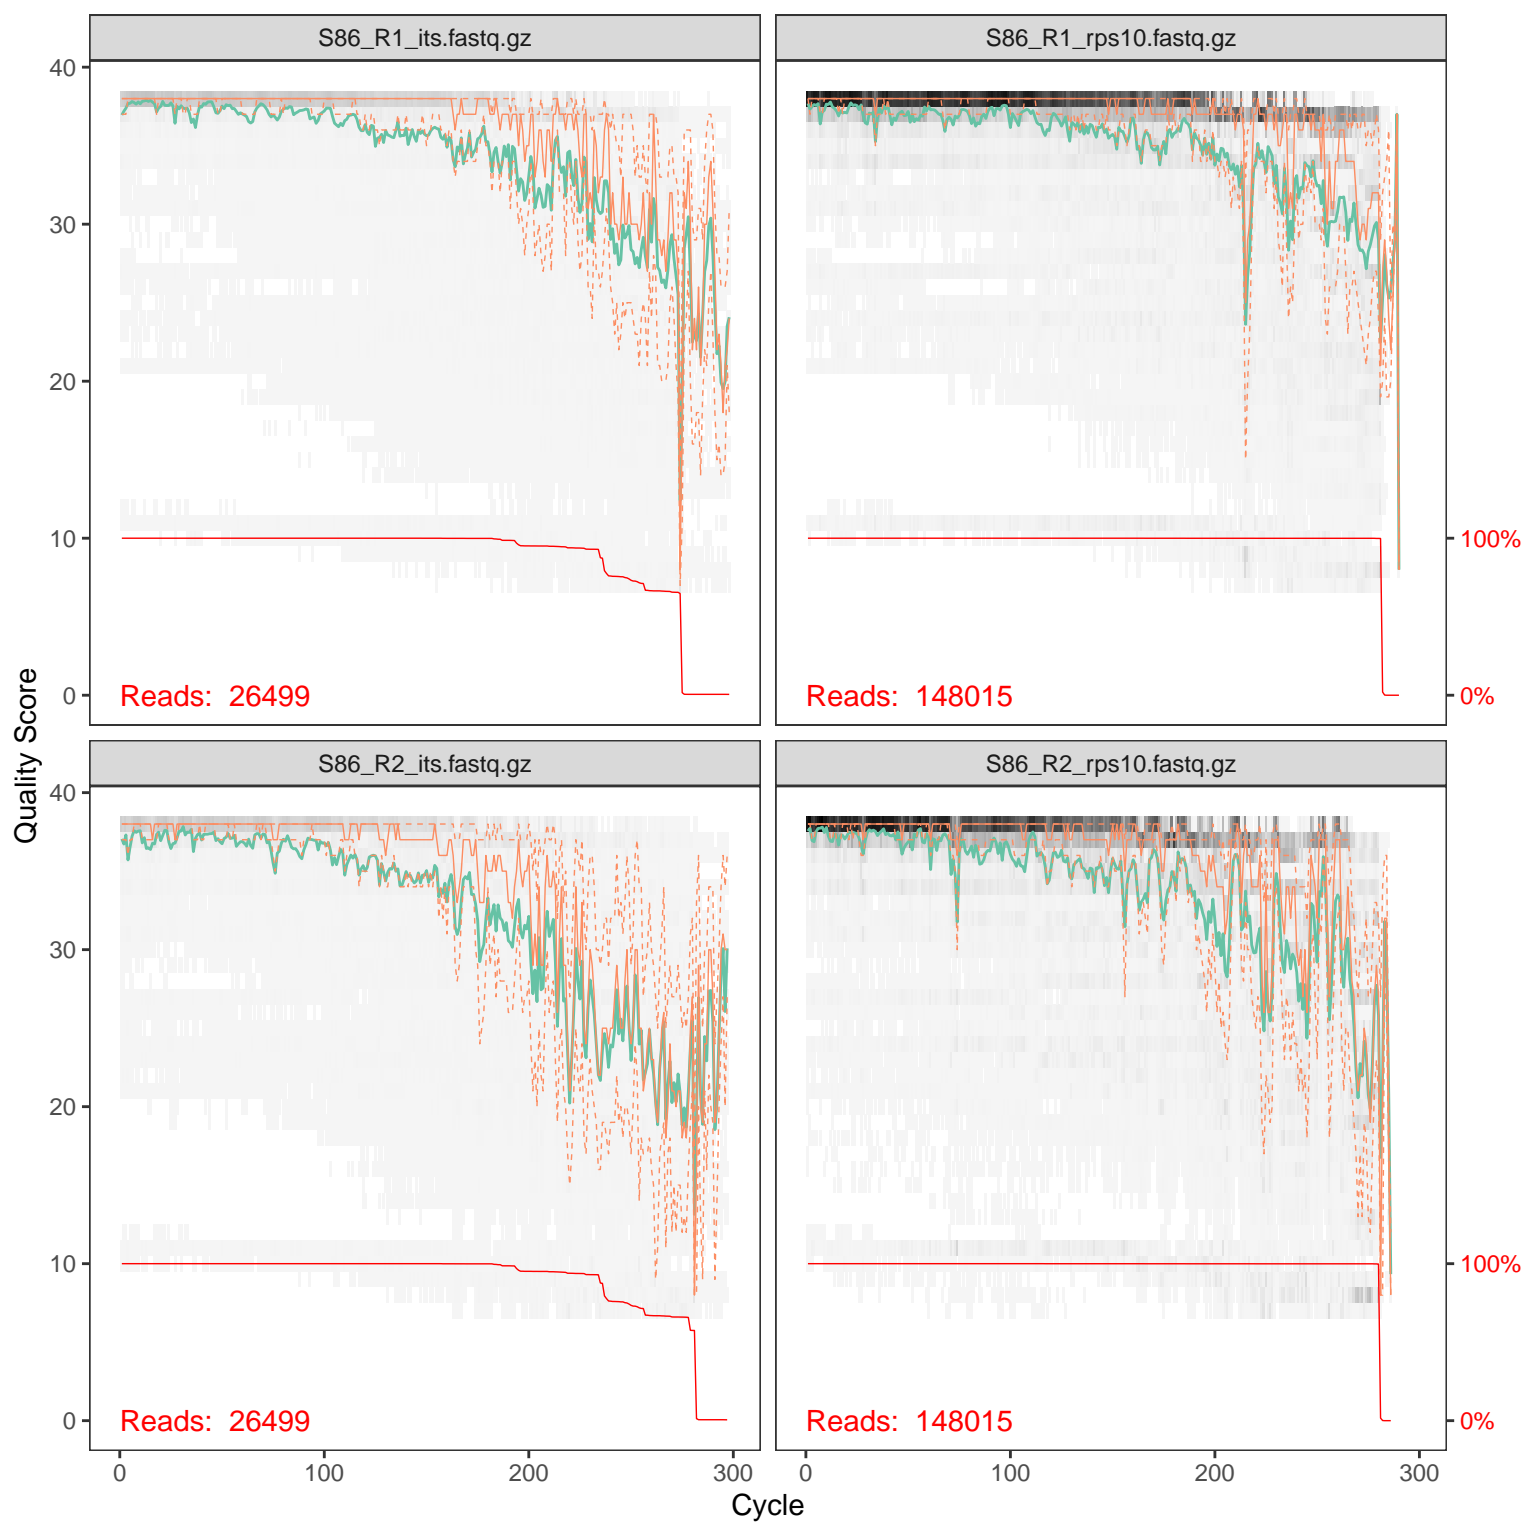 S86_R1_its.fastq.gz
S86_R1_rps10.fastq.gz
40
30
20
10
0
100%
0%
Reads: 26499
Reads: 148015
Quality Score
S86_R2_its.fastq.gz
S86_R2_rps10.fastq.gz
40
30
20
10
0
100%
0%
Reads: 26499
Reads: 148015
0 100 200 300
0 100 200 300
Cycle